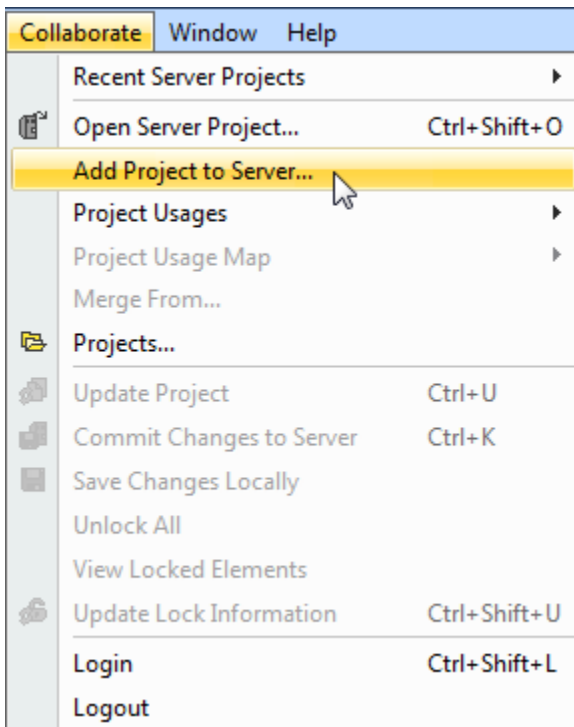 Collaborate Window Help
Recent Server Projects
Open Server Project... Ctrl+Shift+O
Add Project to Server...
Project Usages
Project Usage Map
Merge From...
Projects...
Update Project Ctrl+U
Commit Changes to Server Ctrl+K
Save Changes Locally
Unlock All
View Locked Elements
Update Lock Information Ctrl+Shift+U
Login Ctrl+Shift+L
Logout